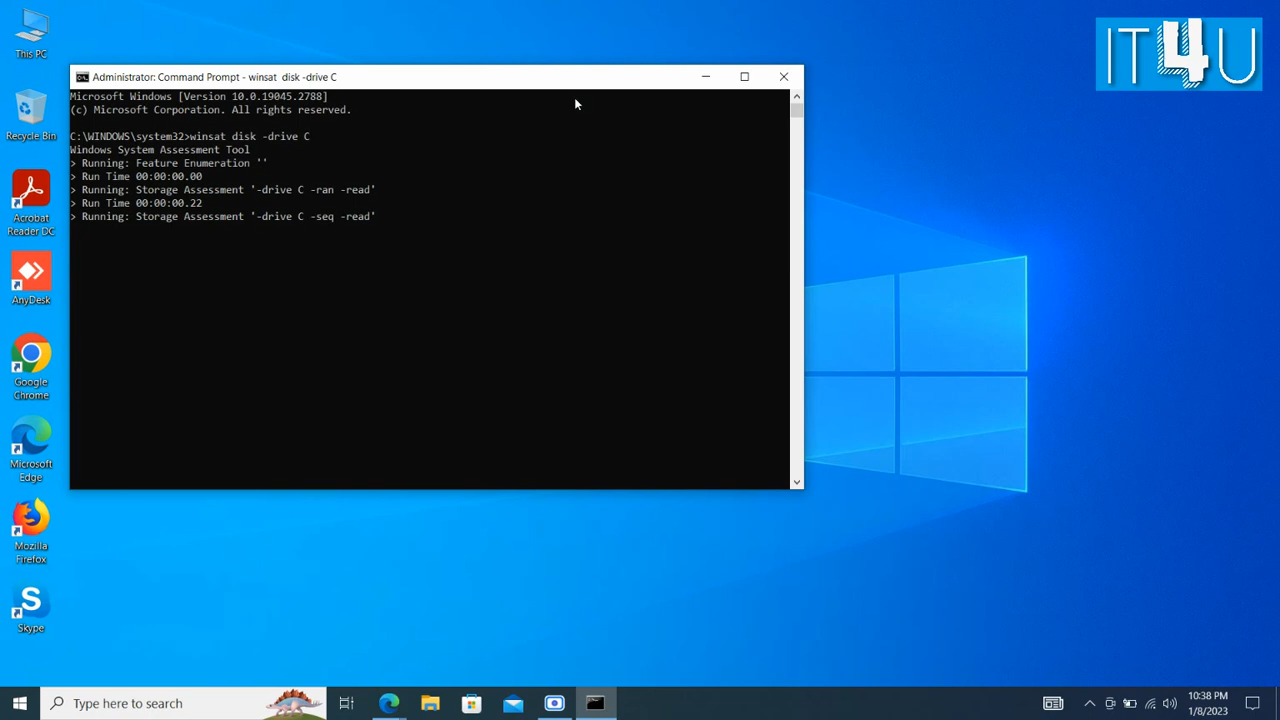 This PC
Recycle Bin
Acrobat
Reader DC
AnyDesk
Google
Chrome
Microsoft
Edge
Mozilla
Firefox
S
Skype
IT4U
Administrator: Command Prompt - winsat  disk -drive C
Microsoft Windows [Version 10.0.19045.2788]
(c) Microsoft Corporation. All rights reserved.
C:\WINDOWS\system32>winsat disk -drive C
Windows System Assessment Tool
> Running: Feature Enumeration ''
> Run Time 00:00:00.00
> Running: Storage Assessment '-drive C -ran -read'
> Run Time 00:00:00.22
> Running: Storage Assessment '-drive C -seq -read'
Type here to search
10:38 PM
1/8/2023